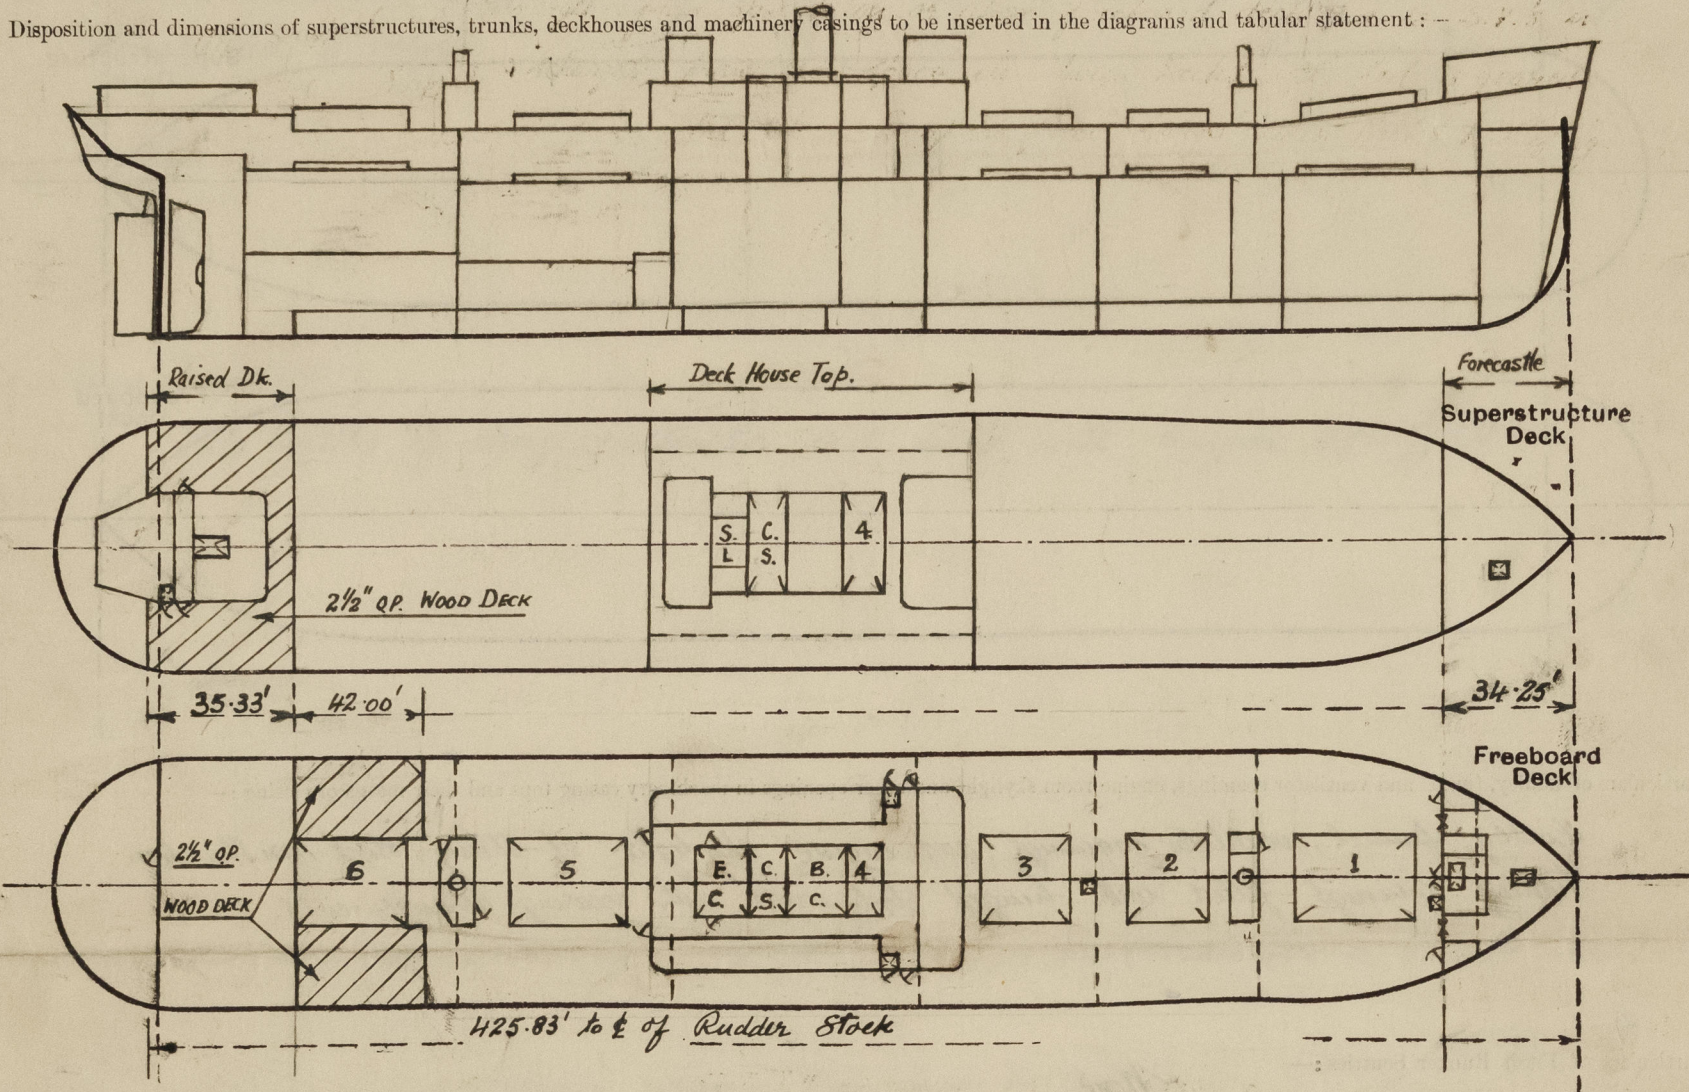 Disposition and dimensions of superstructures, trunks, deckhouses and machinery casings to be inserted in the diagrams and tabular statement :—
Raised Dk.
Deck House Top.
Forecastle
Superstructure
Deck
S. L
C. S.
4
2½" O.P. WOOD DECK
35·33'
42·00'
34·25'
Freeboard
Deck
2½" O.P.
WOOD DECK
6
5
E. C.
C. S.
B. C.
4
3
2
1
425·83' to ℄ of Rudder Stock